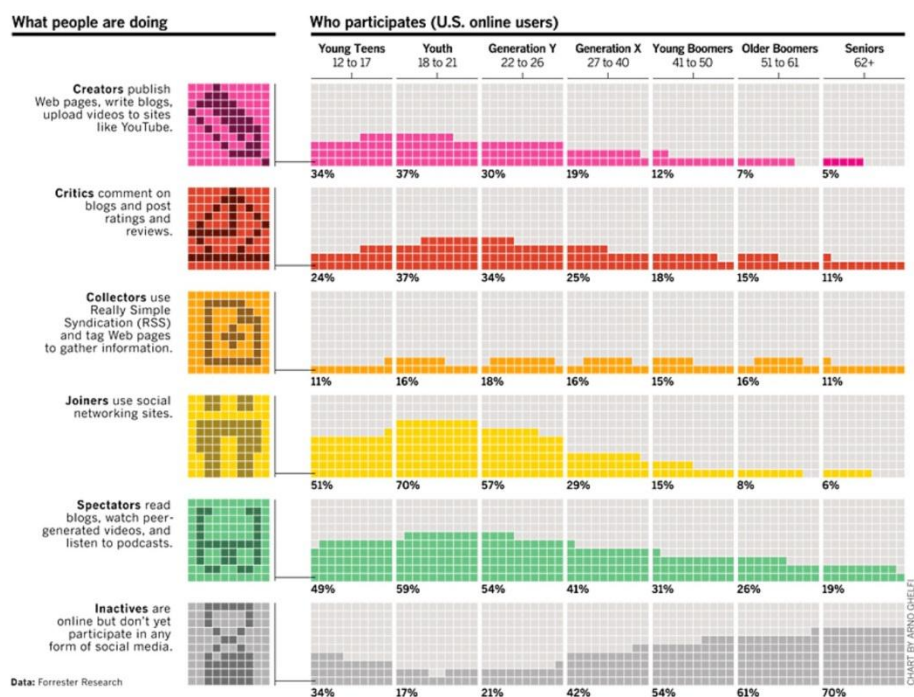 What people are doing
Who participates (U.S. online users)
Young Teens Youth Generation Y Generation X Young Boomers Older Boomers Seniors
12 to 17 18 to 21 22 to 26 27 to 40 41 to 50 51 to 61 62+
Creators publish
Web pages, write blogs,
upload videos to sites
like YouTube.
34% 37% 30% 19% 12% 7% 5%
Critics comment on
blogs and post
ratings and
reviews.
24% 37% 34% 25% 18% 15% 11%
Collectors use
Really Simple
Syndication (RSS)
and tag Web pages
to gather information.
11% 16% 18% 16% 15% 16% 11%
Joiners use social
networking sites.
51% 70% 57% 29% 15% 8% 6%
Spectators read
blogs, watch peer-
generated videos, and
listen to podcasts.
49% 59% 54% 41% 31% 26% 19%
Inactives are
online but don't yet
participate in any
form of social media.
34% 17% 21% 42% 54% 61% 70%
Data: Forrester Research
CHART BY ARNO GHELFI